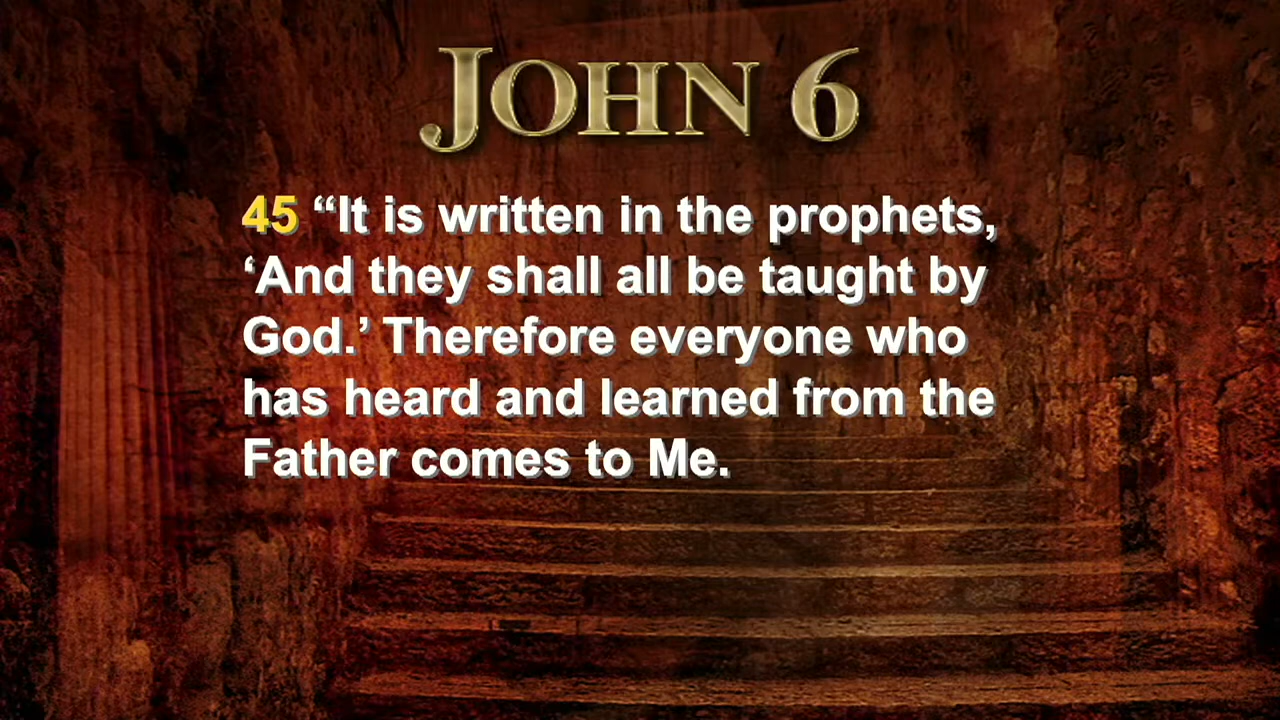 JOHN 6
45 “It is written in the prophets,
‘And they shall all be taught by
God.’ Therefore everyone who
has heard and learned from the
Father comes to Me.